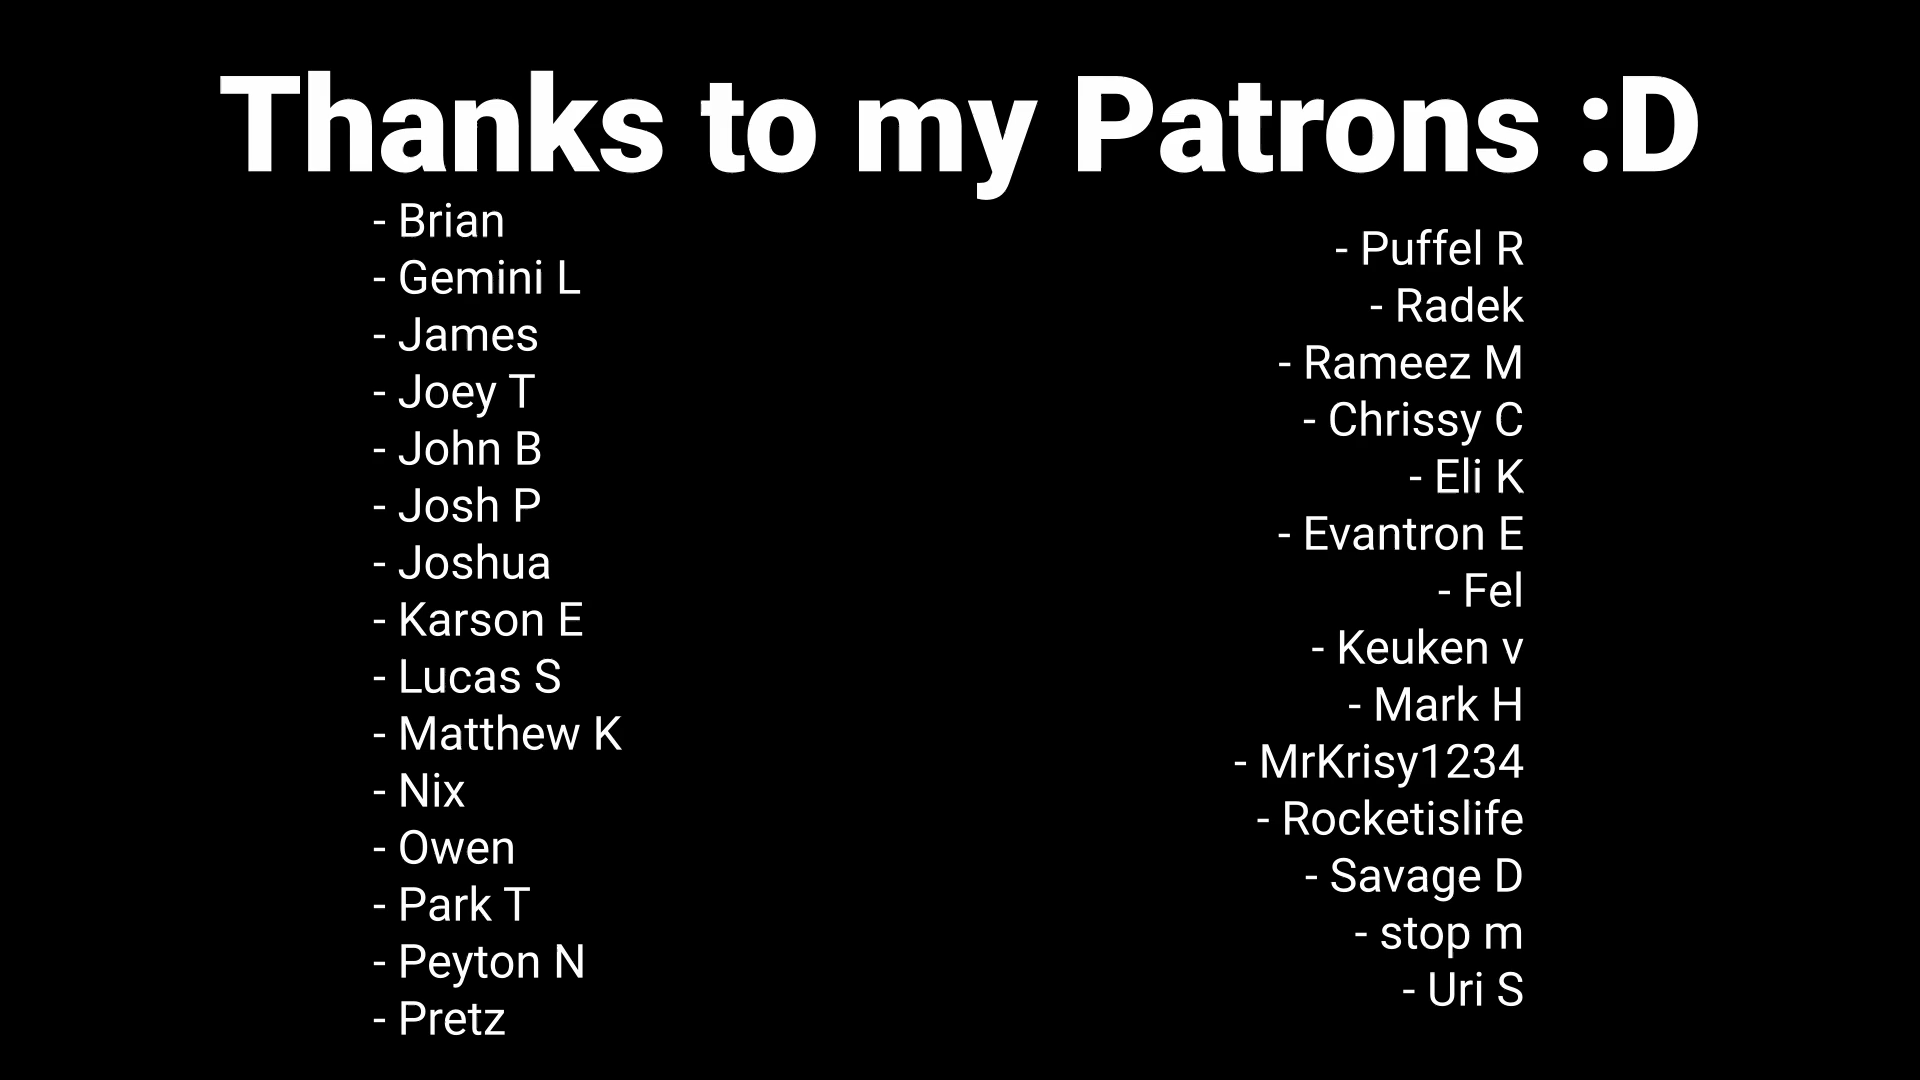 Thanks to my Patrons :D
- Brian
- Gemini L
- James
- Joey T
- John B
- Josh P
- Joshua
- Karson E
- Lucas S
- Matthew K
- Nix
- Owen
- Park T
- Peyton N
- Pretz
- Puffel R
- Radek
- Rameez M
- Chrissy C
- Eli K
- Evantron E
- Fel
- Keuken v
- Mark H
- MrKrisy1234
- Rocketislife
- Savage D
- stop m
- Uri S